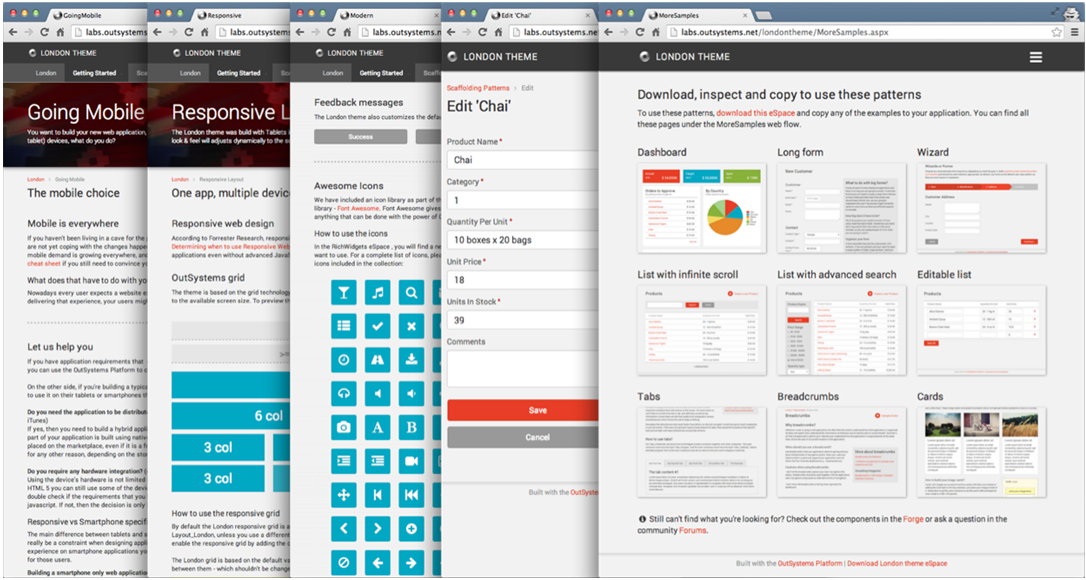 GoingMobile
labs.outsystems
LONDON THEME
London
Getting Started
Sca
Going Mobile
You want to build your new web application,
tablet) devices, what do you do?
London > Going Mobile
The mobile choice
Mobile is everywhere
If you haven't been living in a cave for the
are not yet coping with the changes happe
mobile demand is growing everywhere, and
cheat sheet if you still need to convince yo
What does that have to do with yo
Nowadays every user expects a website e
delivering that experience, your users migh
Let us help you
If you have application requirements that
you can use the OutSystems Platform to c
On the other side, if you're building a typica
to use it on their tablets or smartphones th
Do you need the application to be distribut
iTunes)
If yes, then you need to build a hybrid applic
part of your application is built using native
placed on the marketplace, even if it is a f
for any other reason, depending on the sto
Do you require any hardware integration? (
Using the device's hardware is not limited
HTML 5 you can still use some of the devic
double check if the requirements that you
javascript. If not, then the decision is only
Responsive vs Smartphone specif
The main difference between tablets and s
really be a constraint when designing appli
experience on smartphone applications yo
for those users.
Building a smartphone only web applicatio
Responsive
labs.outsystems
LONDON THEME
London
Getting Started
Sca
Responsive L
The London theme was build with Tablets i
look & feel will adjusts dynamically to the sc
London > Responsive
One app, multiple device
Responsive web design
According to Forrester Research, respons
Determining when to use Responsive Web
applications even without advanced JavaS
OutSystems grid
The theme is based on the grid technology
to the available screen size. To preview the
6 col
3 col
3 col
How to use the responsive grid
By default the London responsive grid is a
Layout_London, unless you use a different
enable the responsive grid by adding the c
The London grid is based on the default va
between them - which shouldn't be change
Modern
labs.outsystems
LONDON THEME
London
Getting Started
Scaffol
Feedback messages
The London theme also customizes the defa
Success
Awesome Icons
We have included an icon library as part of th
library - Font Awesome. Font Awesome gives
anything that can be done with the power of C
How to use the icons
In the RichWidgets eSpace , you will find a ne
want to use. For a complete list of icons, pleas
icons included in the collection:
Edit 'Chai'
labs.outsystems
LONDON THEME
Scaffolding Patterns > Edit
Edit 'Chai'
Product Name *
Chai
Category *
1
Quantity Per Unit *
10 boxes x 20 bags
Unit Price *
18
Units In Stock *
39
Comments
Save
Cancel
Built with the OutSyst
MoreSamples
labs.outsystems.net/londontheme/MoreSamples.aspx
LONDON THEME
Download, inspect and copy to use these patterns
To use these patterns, download this eSpace and copy any of the examples to your application. You can find all
these pages under the MoreSamples web flow.
Dashboard
Long form
Wizard
List with infinite scroll
List with advanced search
Editable list
Tabs
Breadcrumbs
Cards
Still can't find what you're looking for? Check out the components in the Forge or ask a question in the
community Forums.
Built with the OutSystems Platform | Download London theme eSpace